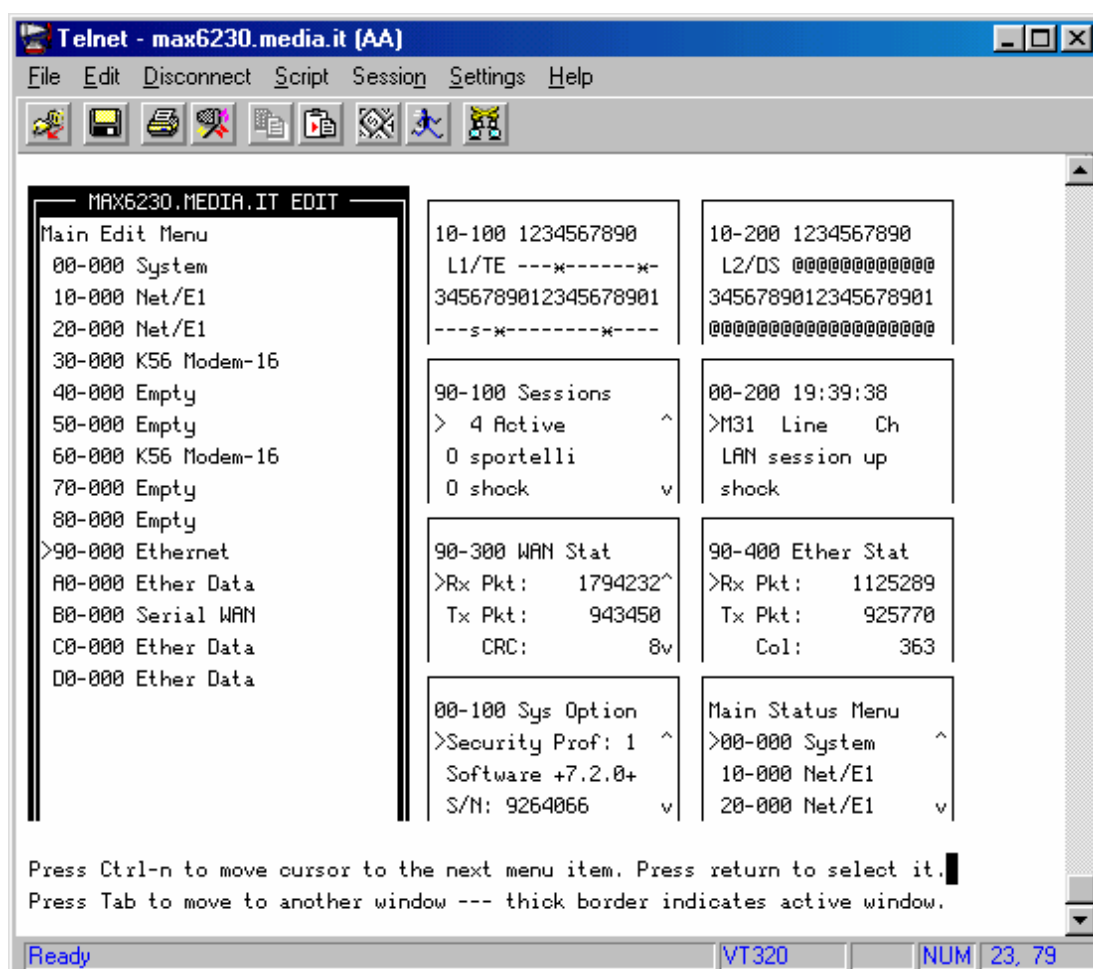 Telnet - max6230.media.it (AA)
File Edit Disconnect Script Session Settings Help
MAX6230.MEDIA.IT EDIT
Main Edit Menu
00-000 System
10-000 Net/E1
20-000 Net/E1
30-000 K56 Modem-16
40-000 Empty
50-000 Empty
60-000 K56 Modem-16
70-000 Empty
80-000 Empty
>90-000 Ethernet
A0-000 Ether Data
B0-000 Serial WAN
C0-000 Ether Data
D0-000 Ether Data
10-100 1234567890
L1/TE ---*------*-
3456789012345678901
---s-*--------*----
10-200 1234567890
L2/DS @@@@@@@@@@@@
3456789012345678901
@@@@@@@@@@@@@@@@@@@
90-100 Sessions
> 4 Active ^
O sportelli
O shock v
00-200 19:39:38
>M31 Line Ch
LAN session up
shock
90-300 WAN Stat
>Rx Pkt: 1794232^
Tx Pkt: 943450
CRC: 8v
90-400 Ether Stat
>Rx Pkt: 1125289
Tx Pkt: 925770
Col: 363
00-100 Sys Option
>Security Prof: 1 ^
Software +7.2.0+
S/N: 9264066 v
Main Status Menu
>00-000 System ^
10-000 Net/E1
20-000 Net/E1 v
Press Ctrl-n to move cursor to the next menu item. Press return to select it.
Press Tab to move to another window --- thick border indicates active window.
Ready VT320 NUM 23, 79